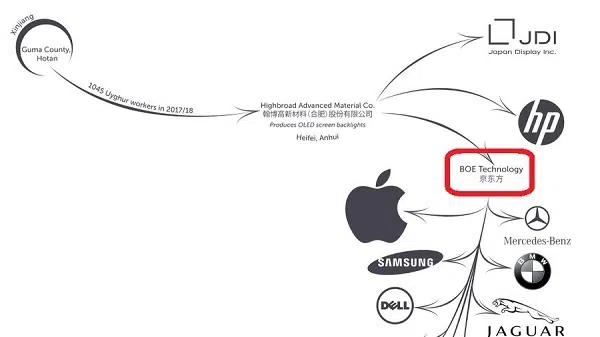 Xinjiang
Guma County,
Hotan
1045 Uyghur workers in 2017/18
Highbroad Advanced Material Co.
翰博高新材料(合肥)股份有限公司
Produces OLED screen backlights
Heifei, Anhui
JDI
Japan Display Inc.
hp
BOE Technology
京东方
Mercedes-Benz
SAMSUNG
BMW
DELL
JAGUAR